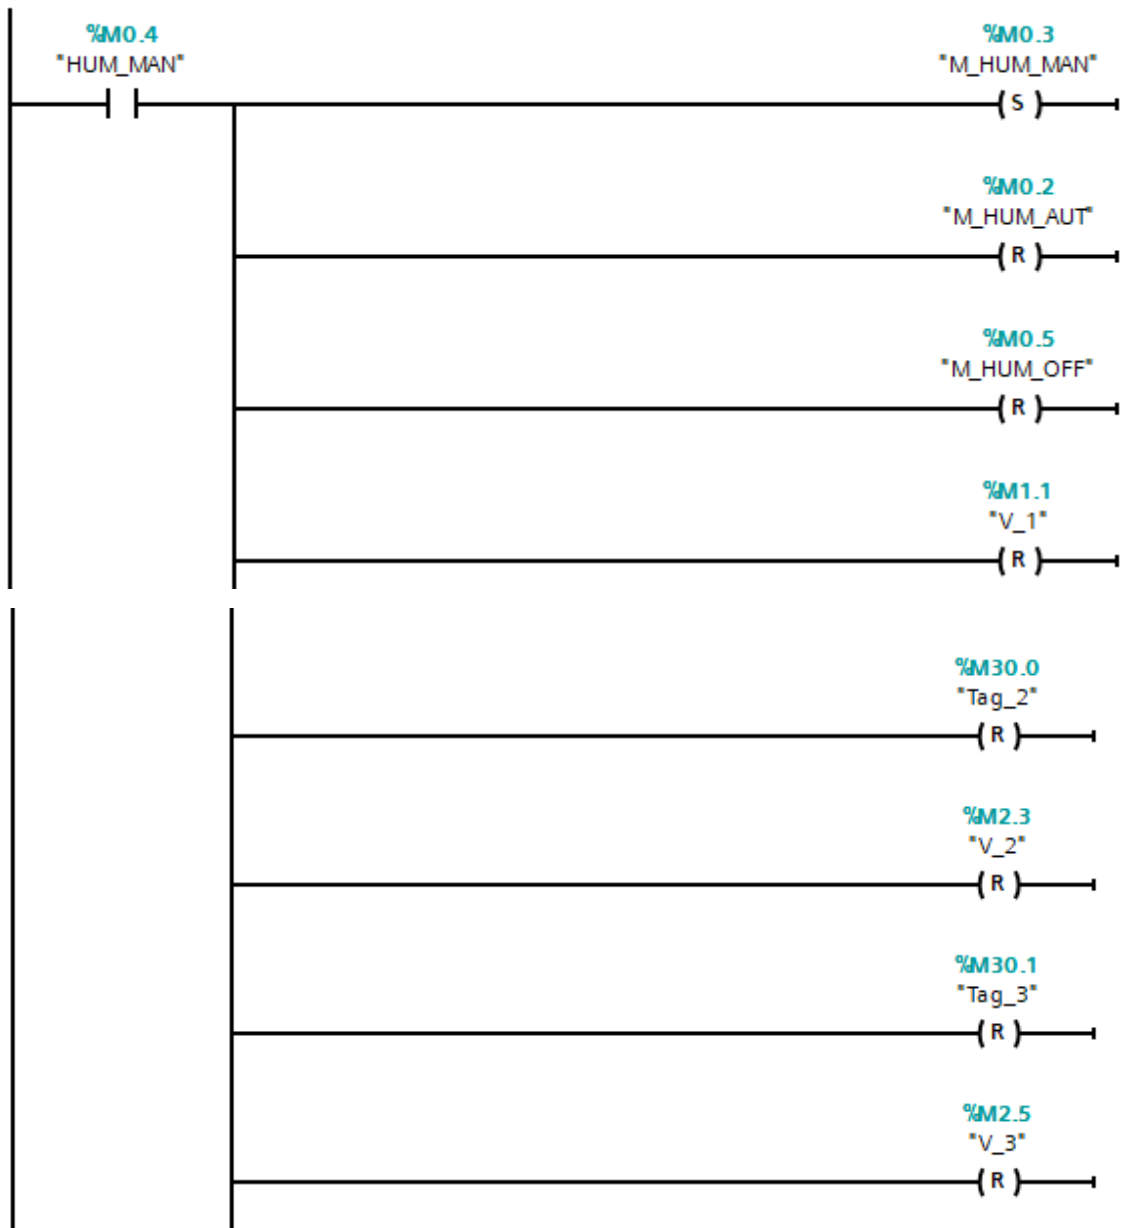 %M0.4
"HUM_MAN"
%M0.3
"M_HUM_MAN"
( S )
%M0.2
"M_HUM_AUT"
( R )
%M0.5
"M_HUM_OFF"
( R )
%M1.1
"V_1"
( R )
%M30.0
"Tag_2"
( R )
%M2.3
"V_2"
( R )
%M30.1
"Tag_3"
( R )
%M2.5
"V_3"
( R )